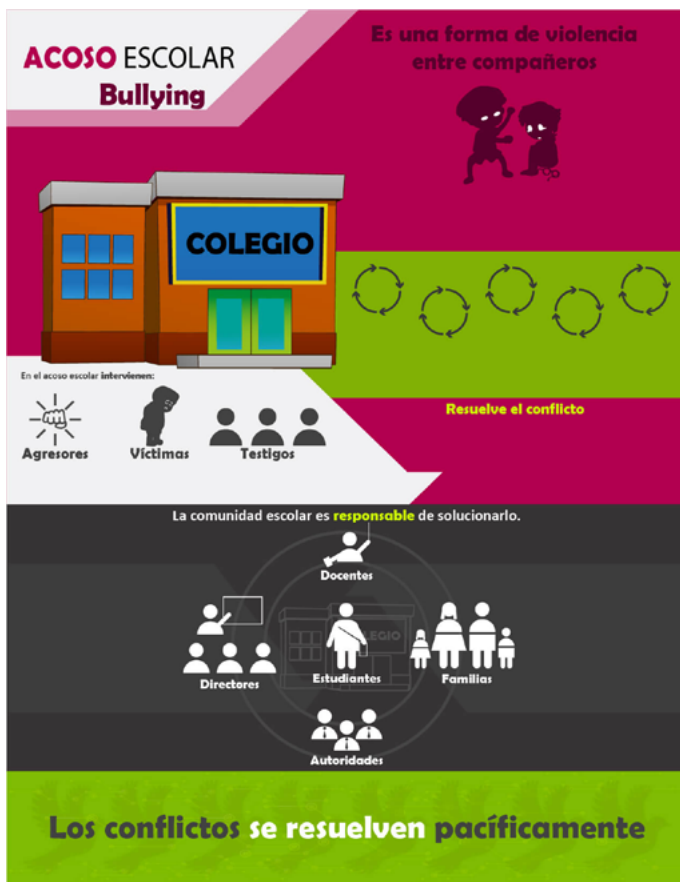 ACOSO ESCOLAR
Bullying
Es una forma de violencia
entre compañeros
COLEGIO
En el acoso escolar intervienen:
Agresores
Víctimas
Testigos
Resuelve el conflicto
La comunidad escolar es responsable de solucionarlo.
Docentes
LEGIO
Directores
Estudiantes
Familias
Autoridades
Los conflictos se resuelven pacíficamente